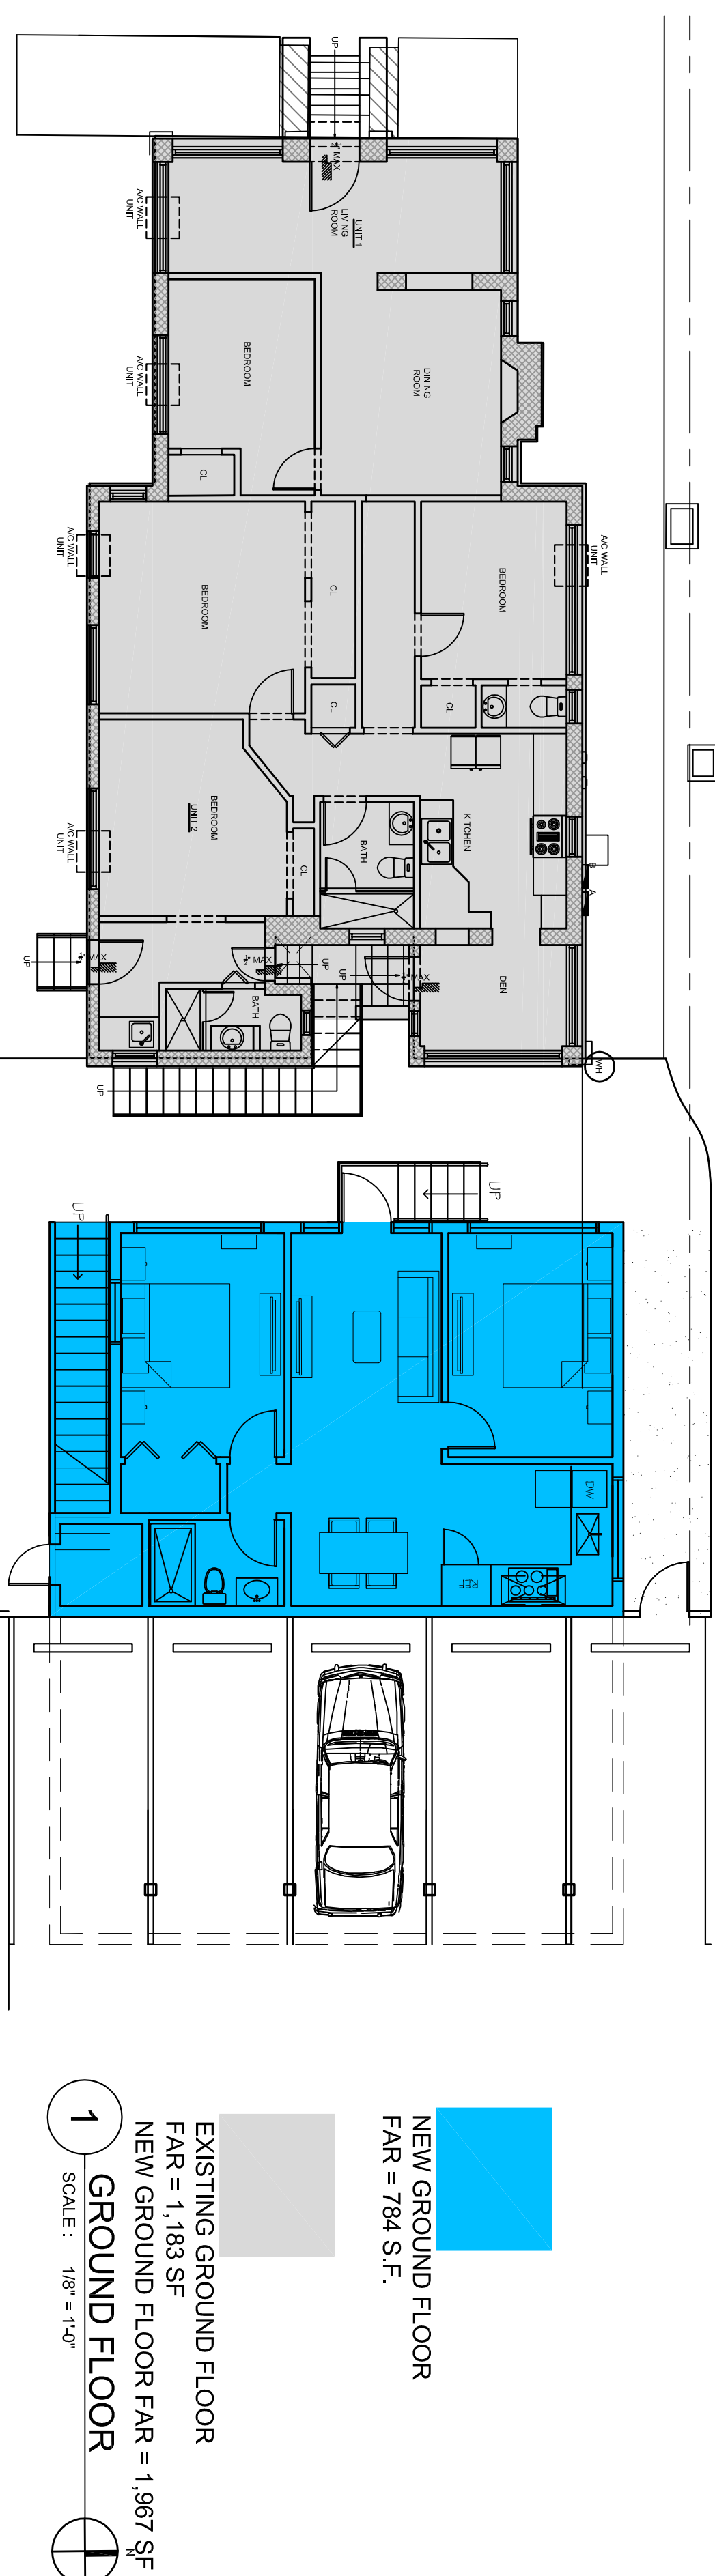 UP
¼" MAX
A/C WALL
UNIT
UNIT 1
LIVING
ROOM
A/C WALL
UNIT
BEDROOM
DINING
ROOM
CL
A/C WALL
UNIT
BEDROOM
CL
BEDROOM
A/C WALL
UNIT
CL
CL
BEDROOM
UNIT 2
A/C WALL
UNIT
CL
BATH
KITCHEN
B
A
UP
MAX
MAX
UP
UP
MAX
DEN
BATH
UP
WH
UP
UP
DW
NEW GROUND FLOOR
FAR = 784 S.F.
EXISTING GROUND FLOOR
FAR = 1,183 SF
NEW GROUND FLOOR FAR = 1,967 SF
1
GROUND FLOOR
SCALE : 1/8" = 1'-0"
N